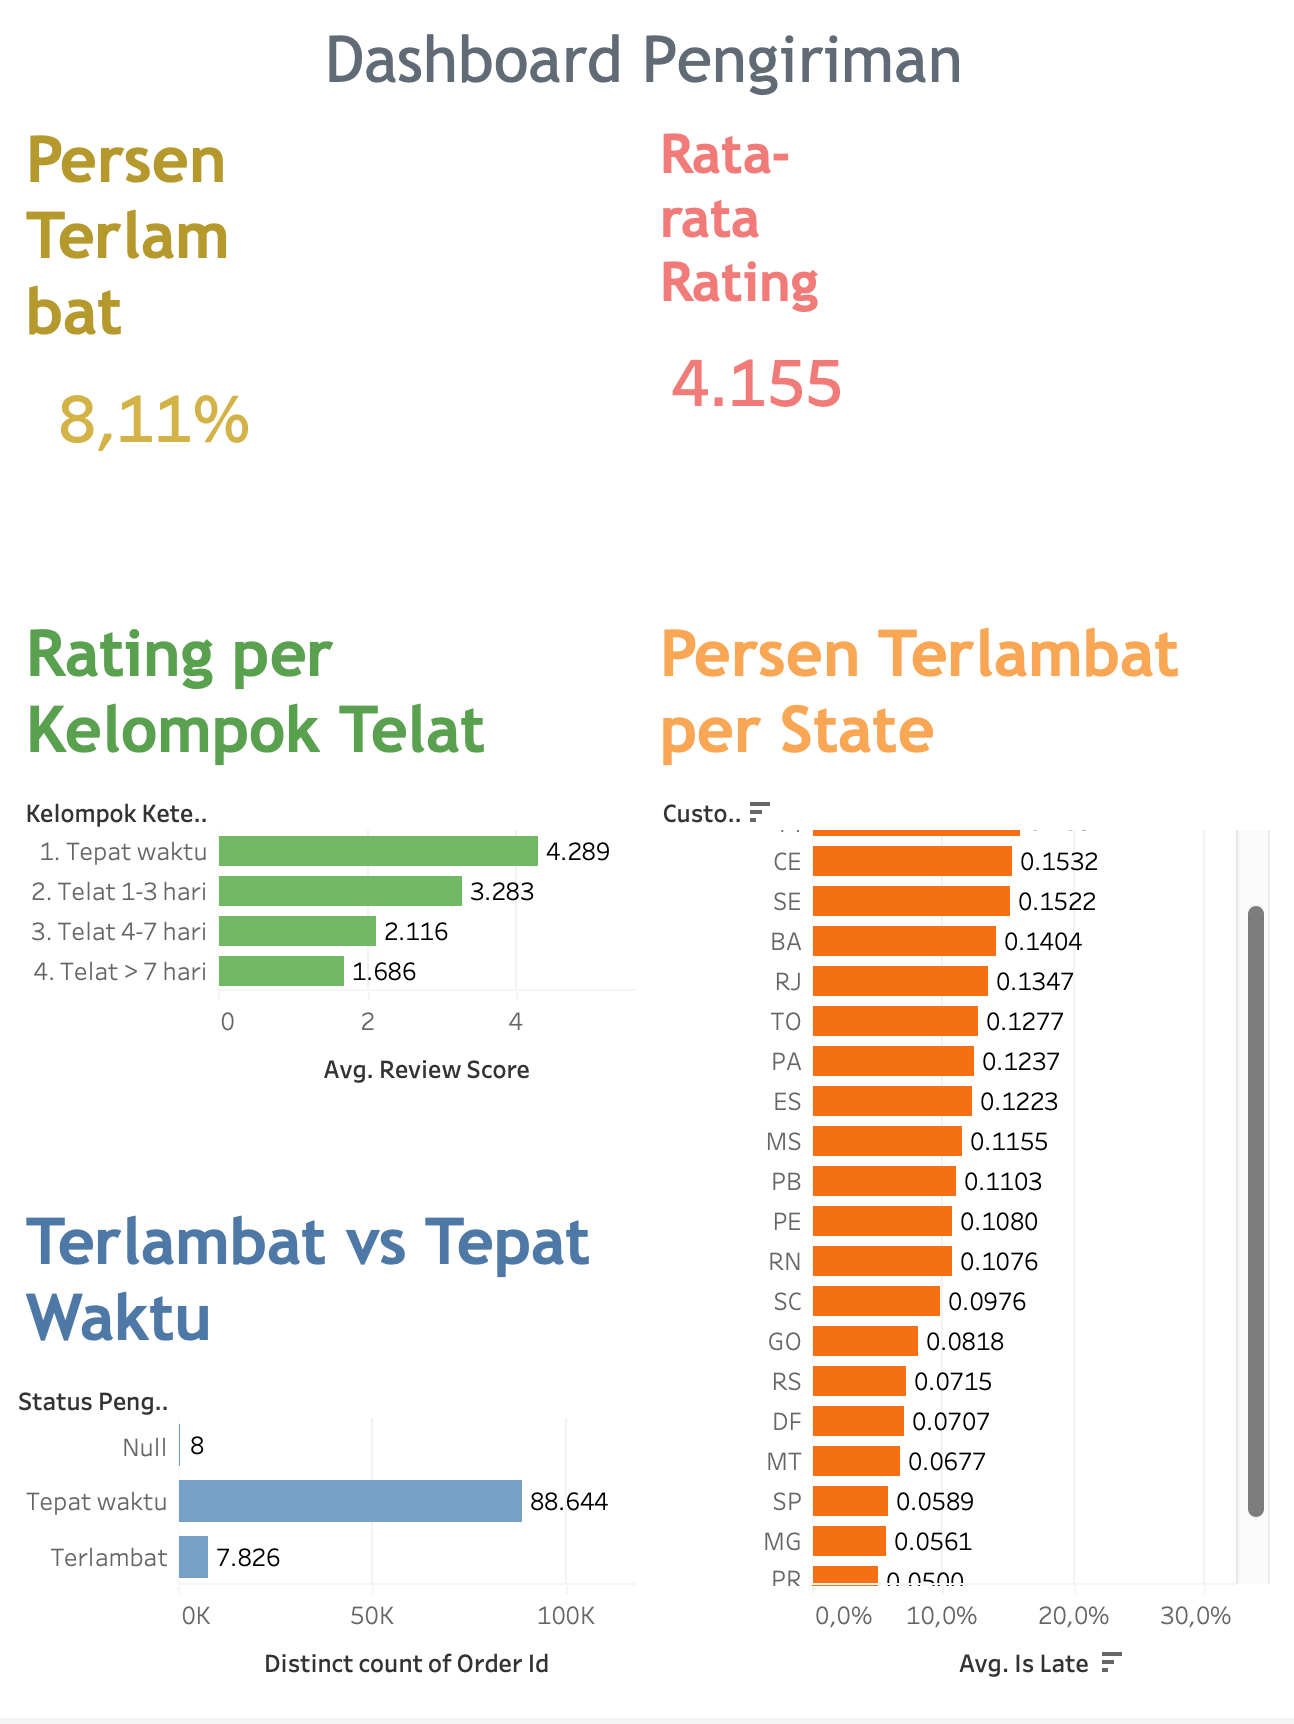 Dashboard Pengiriman
Persen
Terlam
bat
8,11%
Rata-
rata
Rating
4.155
Rating per
Kelompok Telat
Kelompok Kete..
1. Tepat waktu 4.289
2. Telat 1-3 hari 3.283
3. Telat 4-7 hari 2.116
4. Telat > 7 hari 1.686
0 2 4
Avg. Review Score
Terlambat vs Tepat
Waktu
Status Peng..
Null 8
Tepat waktu 88.644
Terlambat 7.826
0K 50K 100K
Distinct count of Order Id
Persen Terlambat
per State
Custo..
CE 0.1532
SE 0.1522
BA 0.1404
RJ 0.1347
TO 0.1277
PA 0.1237
ES 0.1223
MS 0.1155
PB 0.1103
PE 0.1080
RN 0.1076
SC 0.0976
GO 0.0818
RS 0.0715
DF 0.0707
MT 0.0677
SP 0.0589
MG 0.0561
PR 0.0500
0,0% 10,0% 20,0% 30,0%
Avg. Is Late